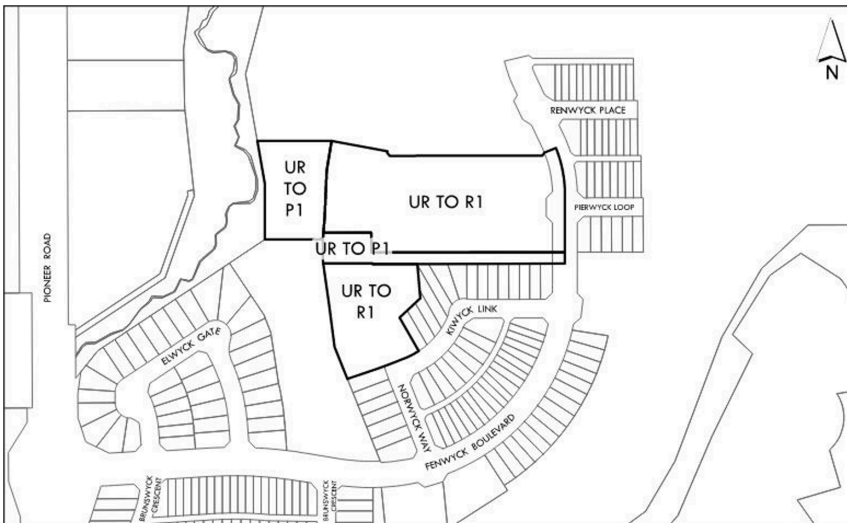 N
RENWYCK PLACE
UR
TO
P1
UR TO R1
PIERWYCK LOOP
UR TO P1
PIONEER ROAD
UR TO
R1
KIWYCK LINK
ELWYCK GATE
NORWYCK WAY
FENWYCK BOULEVARD
BRUNSWYCK
CRESCENT
BRUNSWYCK
CRESCENT